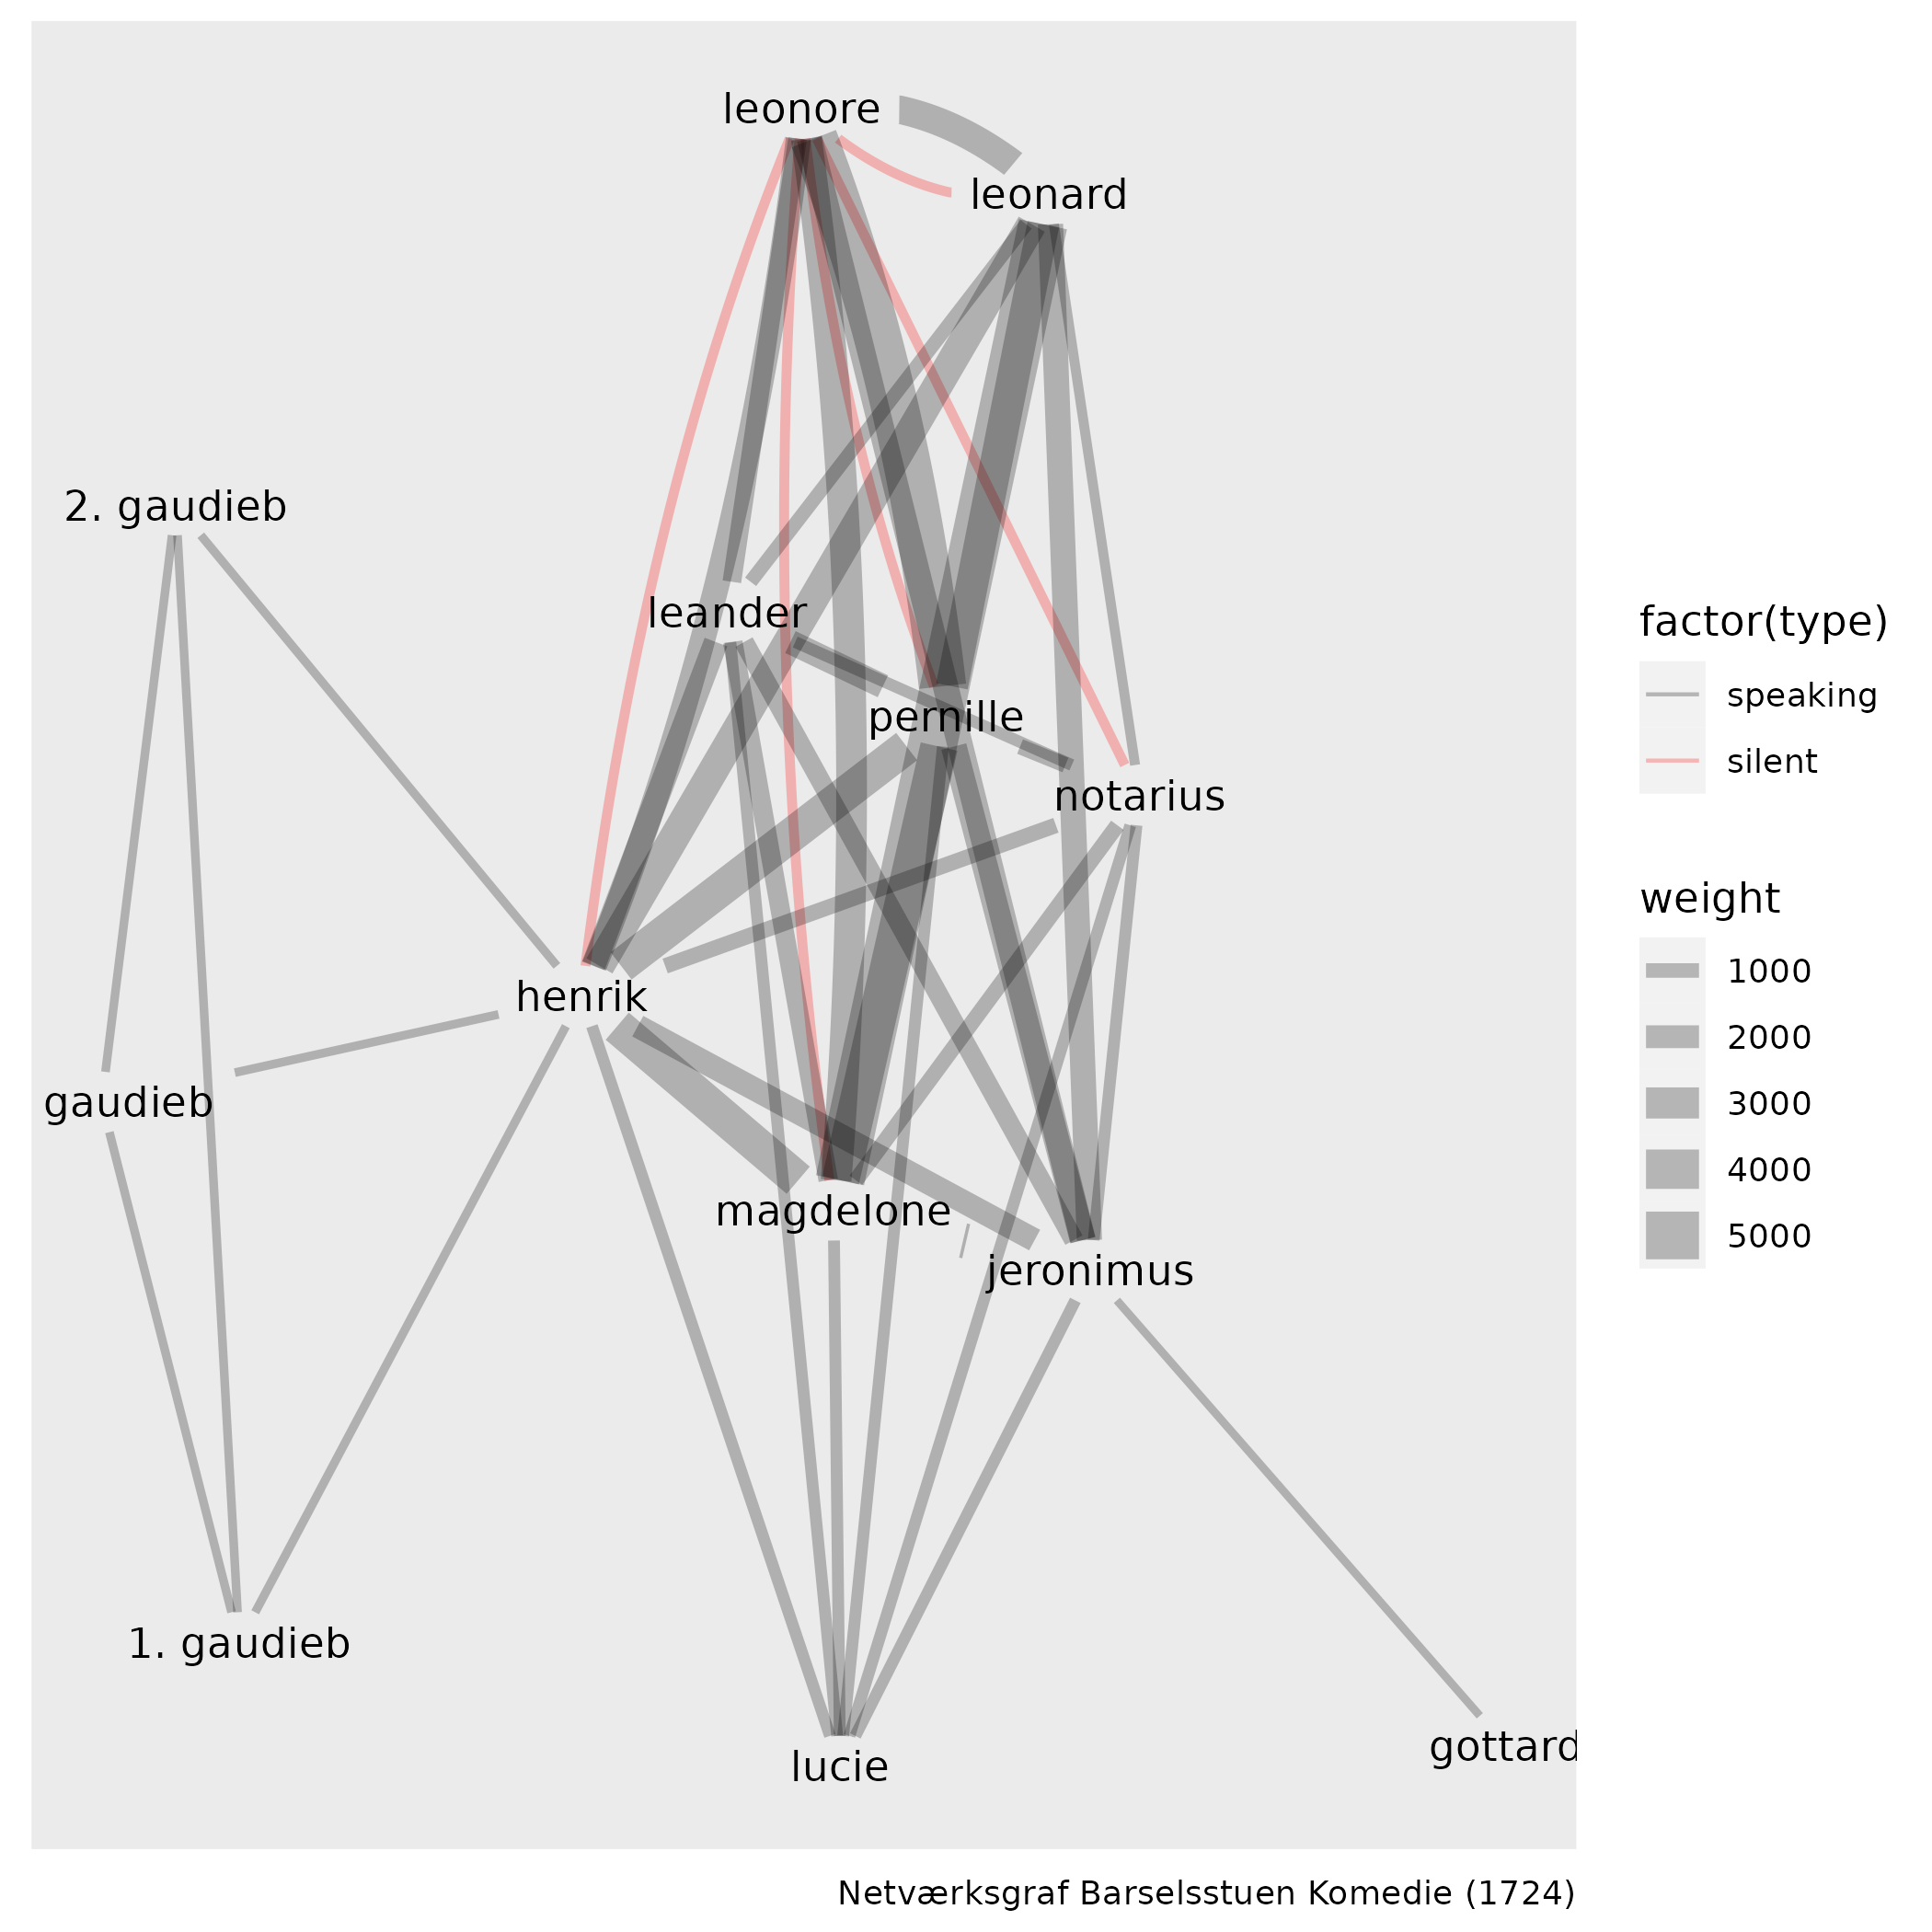 leonore
leonard
2. gaudieb
leander
pernille
notarius
henrik
gaudieb
magdelone
jeronimus
1. gaudieb
gottard
lucie
factor(type)
speaking
silent
weight
1000
2000
3000
4000
5000
Netværksgraf Barselsstuen Komedie (1724)